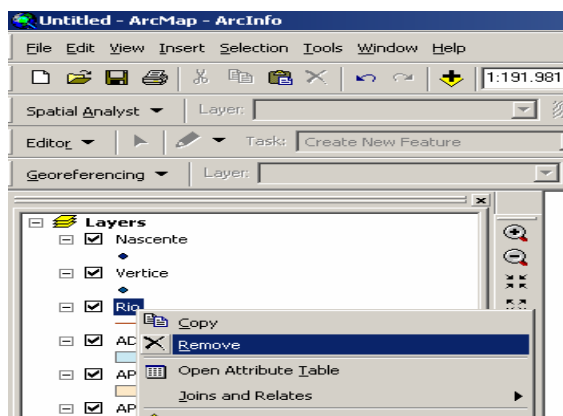 Untitled - ArcMap - ArcInfo
File Edit View Insert Selection Tools Window Help
1:191.981
Spatial Analyst Layer:
Editor Task: Create New Feature
Georeferencing Layer:
Layers
Nascente
Vertice
Rio
Copy
AD
Remove
AP
Open Attribute Table
Joins and Relates
AP